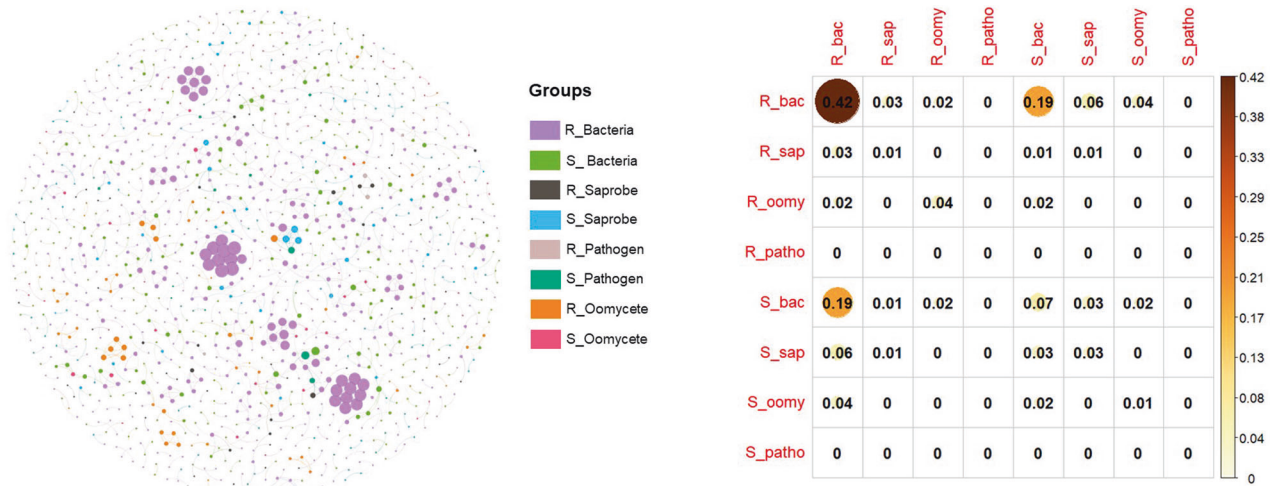 Groups
R_Bacteria
S_Bacteria
R_Saprobe
S_Saprobe
R_Pathogen
S_Pathogen
R_Oomycete
S_Oomycete
R_bac R_sap R_oomy R_patho S_bac S_sap S_oomy S_patho
R_bac 0.42 0.03 0.02 0 0.19 0.06 0.04 0
R_sap 0.03 0.01 0 0 0.01 0.01 0 0
R_oomy 0.02 0 0.04 0 0.02 0 0 0
R_patho 0 0 0 0 0 0 0 0
S_bac 0.19 0.01 0.02 0 0.07 0.03 0.02 0
S_sap 0.06 0.01 0 0 0.03 0.03 0 0
S_oomy 0.04 0 0 0 0.02 0 0.01 0
S_patho 0 0 0 0 0 0 0 0
0.42
0.38
0.33
0.29
0.25
0.21
0.17
0.13
0.08
0.04
0